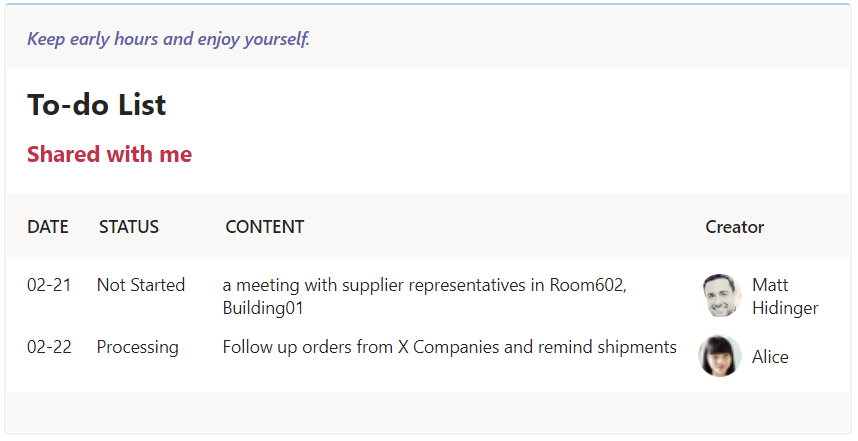 Keep early hours and enjoy yourself.
To-do List
Shared with me
DATE STATUS CONTENT Creator
02-21 Not Started a meeting with supplier representatives in Room602, Matt
Building01 Hidinger
02-22 Processing Follow up orders from X Companies and remind shipments Alice